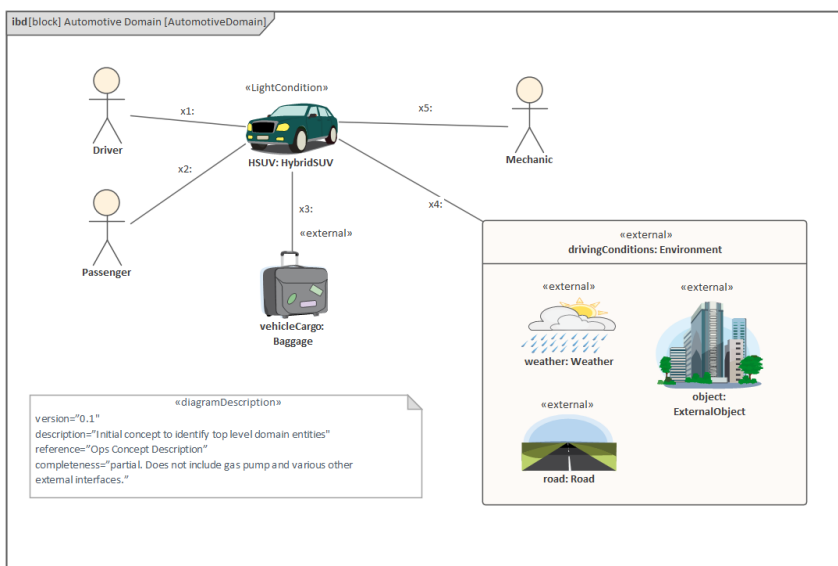 ibd[block] Automotive Domain [AutomotiveDomain]
«LightCondition»
x1:
x5:
Driver
HSUV: HybridSUV
Mechanic
x2:
x3:
x4:
«external»
Passenger
vehicleCargo:
Baggage
«external»
drivingConditions: Environment
«external»
weather: Weather
«external»
object:
ExternalObject
«external»
road: Road
«diagramDescription»
version="0.1"
description="Initial concept to identify top level domain entities"
reference="Ops Concept Description"
completeness="partial. Does not include gas pump and various other
external interfaces."